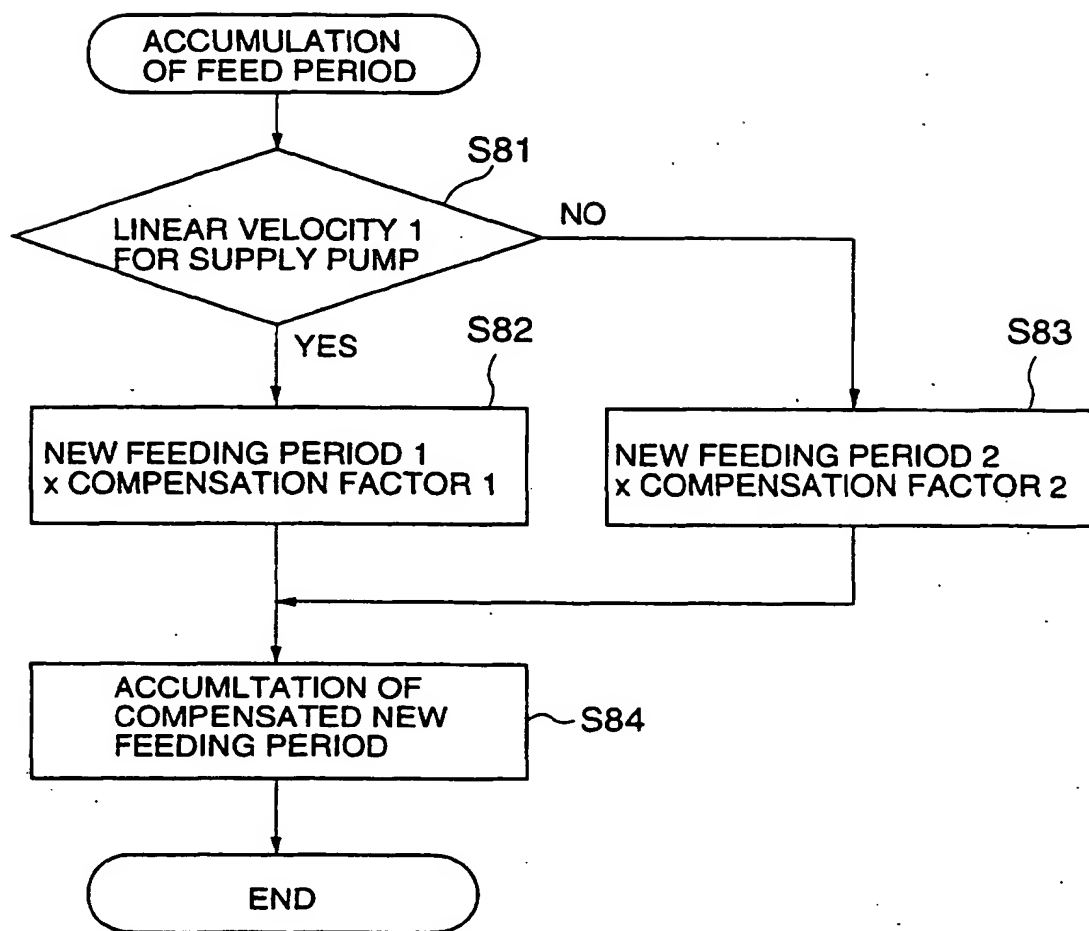 ACCUMULATION
OF FEED PERIOD
S81
LINEAR VELOCITY 1
FOR SUPPLY PUMP
NO
YES
S82
S83
NEW FEEDING PERIOD 1
x COMPENSATION FACTOR 1
NEW FEEDING PERIOD 2
x COMPENSATION FACTOR 2
ACCUMLTATION OF
COMPENSATED NEW
FEEDING PERIOD
S84
END